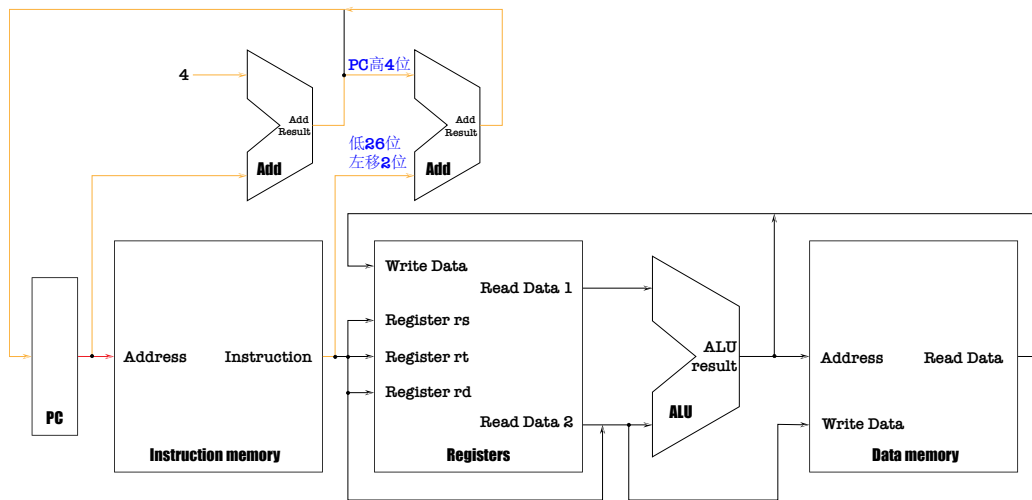 4
PC高4位
Add
Result
Add
低26位
左移2位
Add
Result
Add
PC
Address
Instruction
Instruction memory
Write Data
Read Data 1
Register rs
Register rt
Register rd
Read Data 2
Registers
ALU
result
ALU
Address
Read Data
Write Data
Data memory